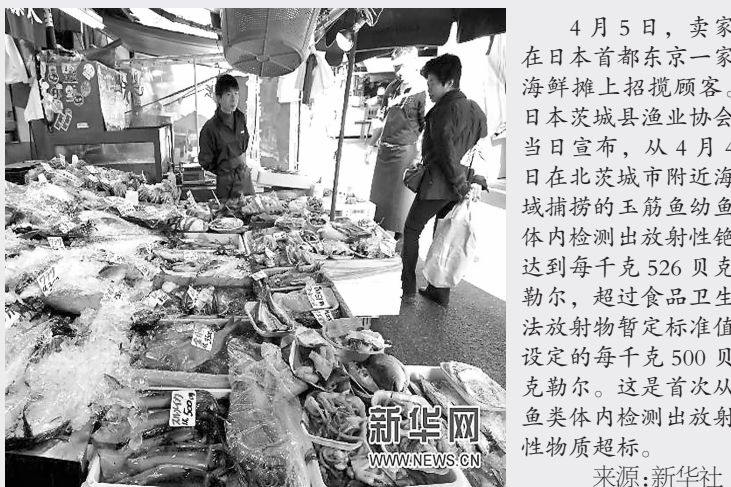 4月5日，卖家
在日本首都东京一家
海鲜摊上招揽顾客。
日本茨城县渔业协会
当日宣布，从4月4
日在北茨城市附近海
域捕捞的玉筋鱼幼鱼
体内检测出放射性铯
达到每千克526贝克
勒尔，超过食品卫生
法放射物暂定标准值
设定的每千克500贝
克勒尔。这是首次从
鱼类体内检测出放射
性物质超标。
来源:新华社
新华网
WWW.NEWS.CN